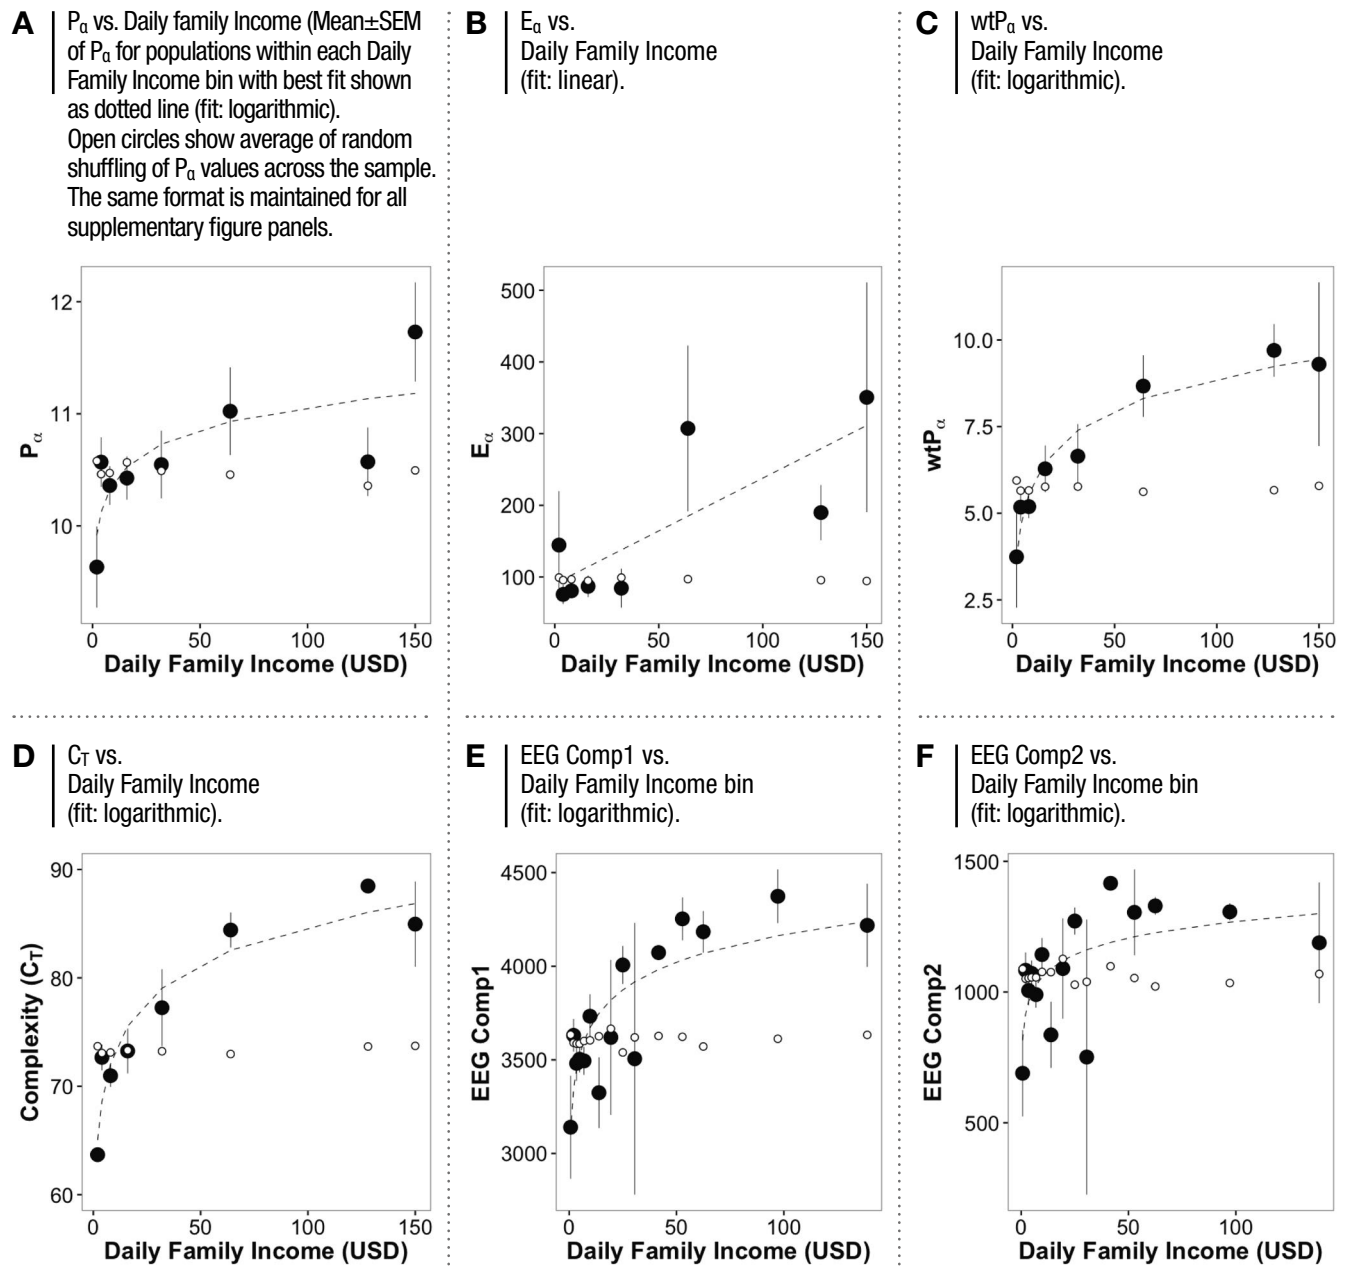 A
Pα vs. Daily family Income (Mean±SEM
of Pα for populations within each Daily
Family Income bin with best fit shown
as dotted line (fit: logarithmic).
Open circles show average of random
shuffling of Pα values across the sample.
The same format is maintained for all
supplementary figure panels.
12
11
10
Pα
0 50 100 150
Daily Family Income (USD)
B
Eα vs.
Daily Family Income
(fit: linear).
500
400
300
200
100
Eα
0 50 100 150
Daily Family Income (USD)
C
wtPα vs.
Daily Family Income
(fit: logarithmic).
10.0
7.5
5.0
2.5
wtPα
0 50 100 150
Daily Family Income (USD)
D
CT vs.
Daily Family Income
(fit: logarithmic).
90
80
70
60
Complexity (CT)
0 50 100 150
Daily Family Income (USD)
E
EEG Comp1 vs.
Daily Family Income bin
(fit: logarithmic).
4500
4000
3500
3000
EEG Comp1
0 50 100
Daily Family Income (USD)
F
EEG Comp2 vs.
Daily Family Income bin
(fit: logarithmic).
1500
1000
500
EEG Comp2
0 50 100
Daily Family Income (USD)